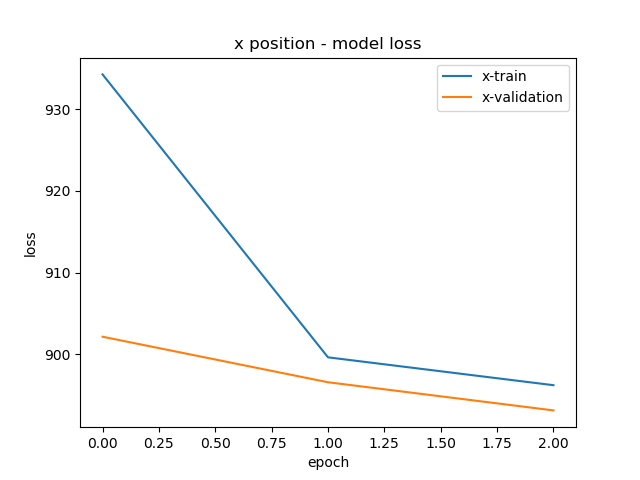 x position - model loss
x-train
x-validation
930
920
910
900
loss
0.00 0.25 0.50 0.75 1.00 1.25 1.50 1.75 2.00
epoch